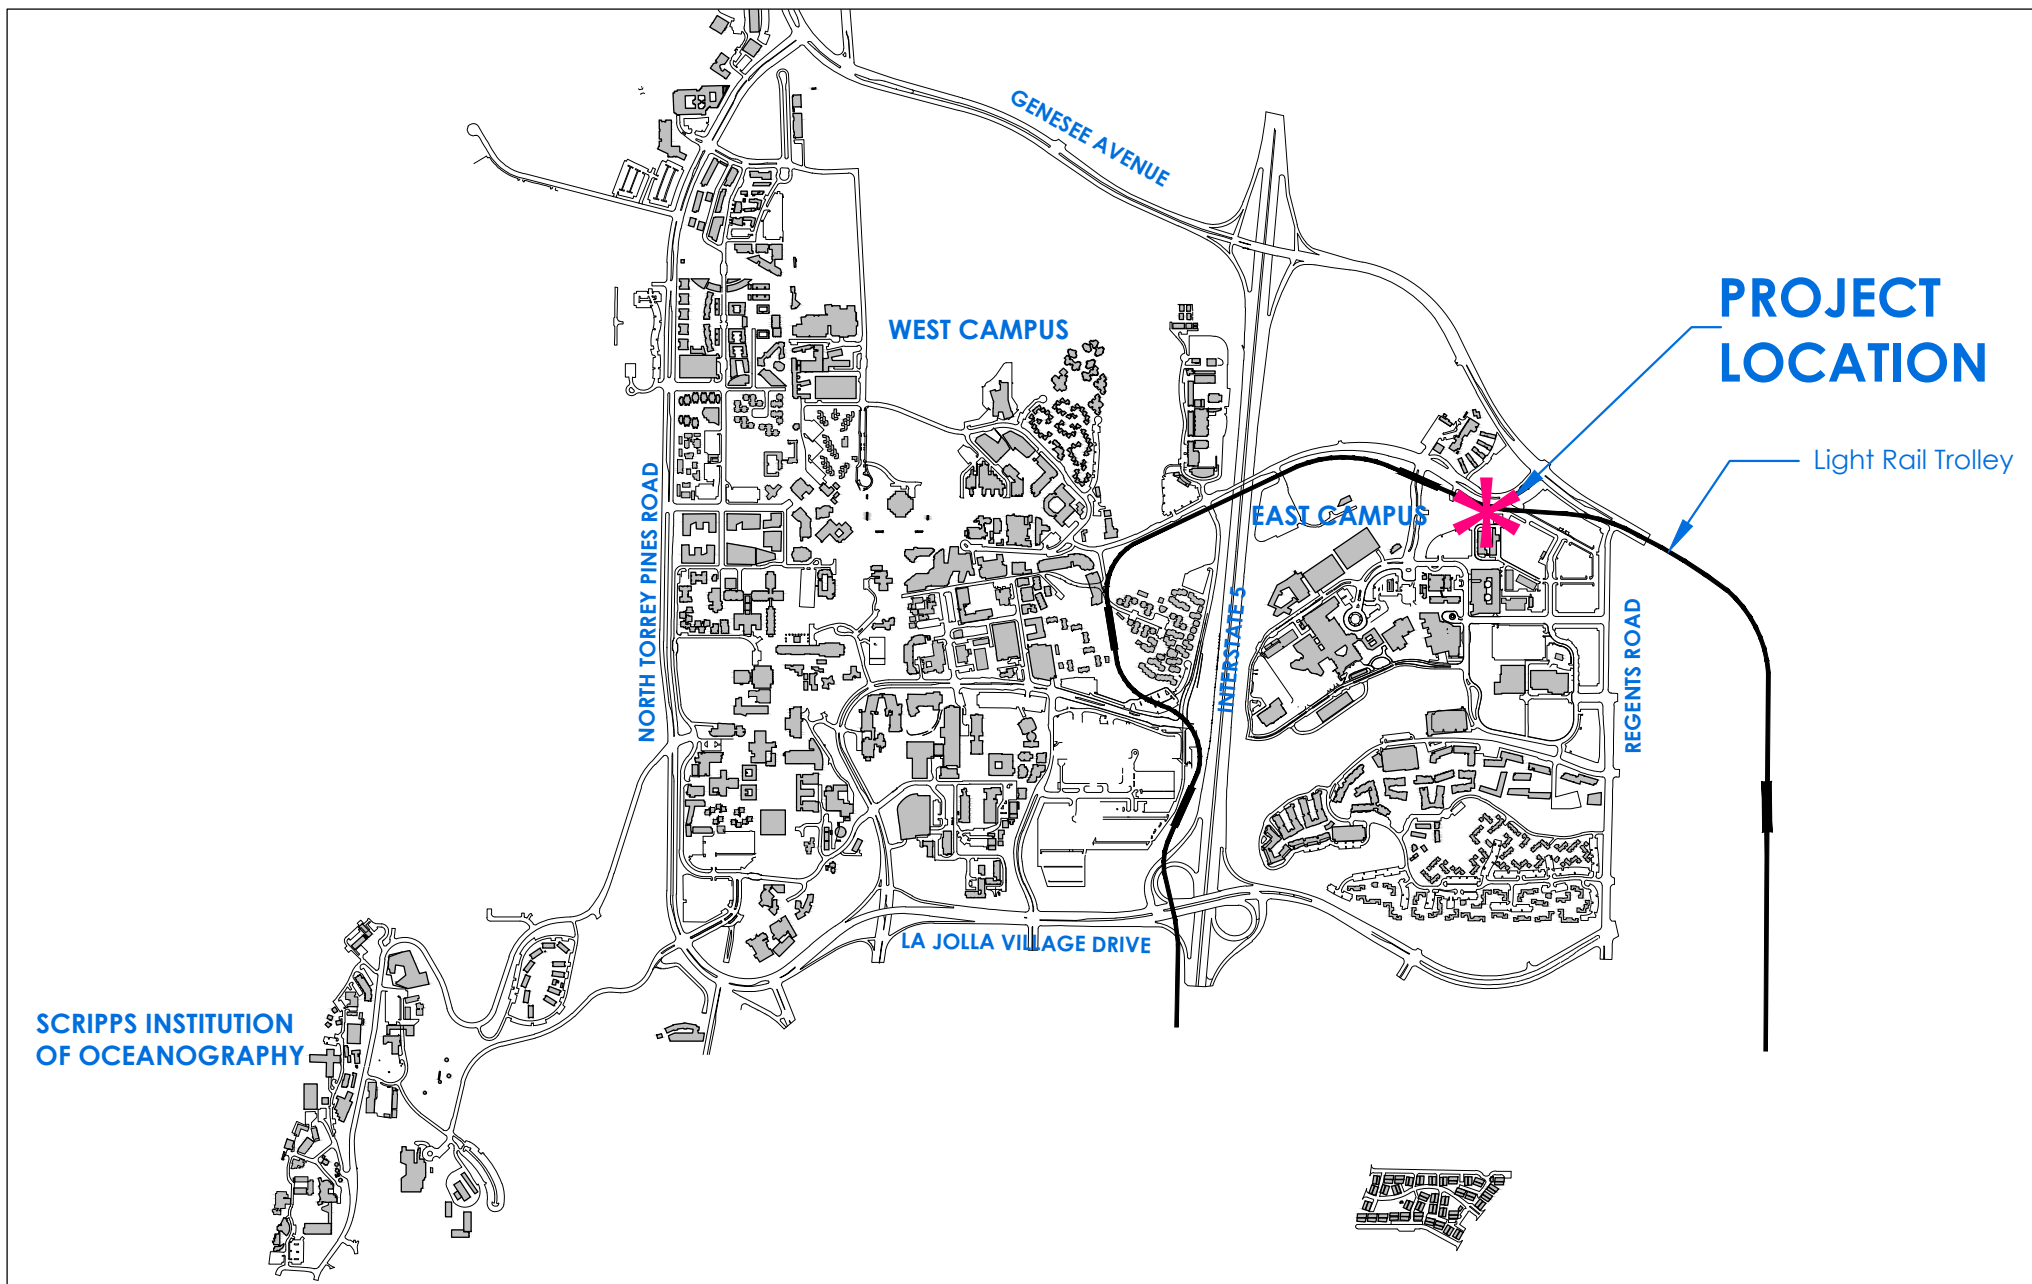 GENESEE AVENUE
PROJECT
LOCATION
WEST CAMPUS
Light Rail Trolley
EAST CAMPUS
NORTH TORREY PINES ROAD
INTERSTATE 5
REGENTS ROAD
LA JOLLA VILLAGE DRIVE
SCRIPPS INSTITUTION
OF OCEANOGRAPHY